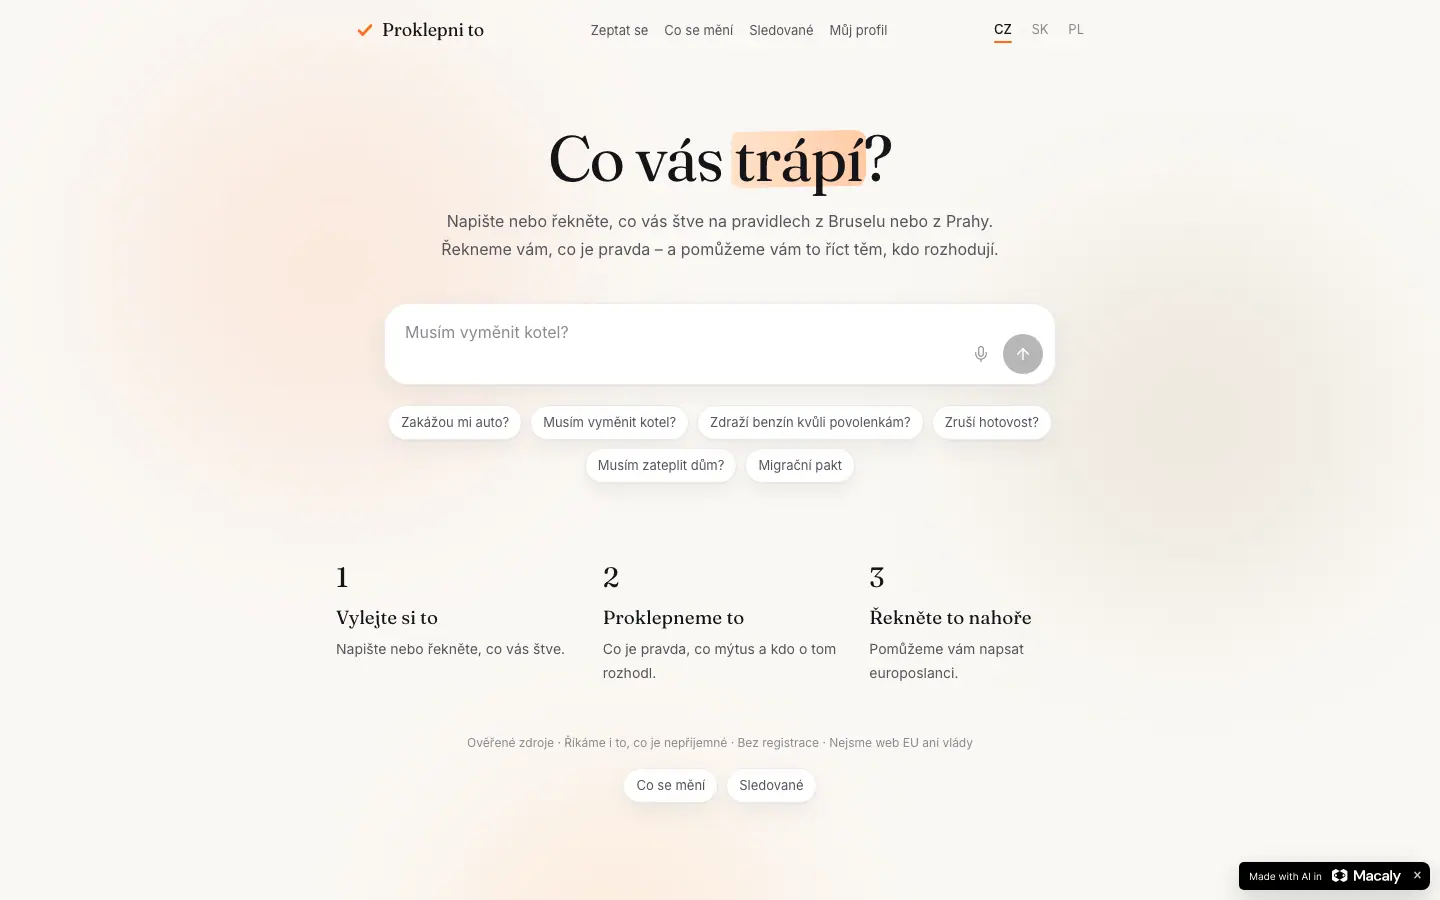 Proklepni to
Zeptat se
Co se mění
Sledované
Můj profil
CZ
SK
PL
Co vás trápí?
Napište nebo řekněte, co vás štve na pravidlech z Bruselu nebo z Prahy.
Řekneme vám, co je pravda – a pomůžeme vám to říct těm, kdo rozhodují.
Musím vyměnit kotel?
Zakážou mi auto?
Musím vyměnit kotel?
Zdraží benzín kvůli povolenkám?
Zruší hotovost?
Musím zateplit dům?
Migrační pakt
1
Vylejte si to
Napište nebo řekněte, co vás štve.
2
Proklepneme to
Co je pravda, co mýtus a kdo o tom
rozhodl.
3
Řekněte to nahoře
Pomůžeme vám napsat
europoslanci.
Ověřené zdroje · Říkáme i to, co je nepříjemné · Bez registrace · Nejsme web EU ani vlády
Co se mění
Sledované
Made with AI in Macaly ×